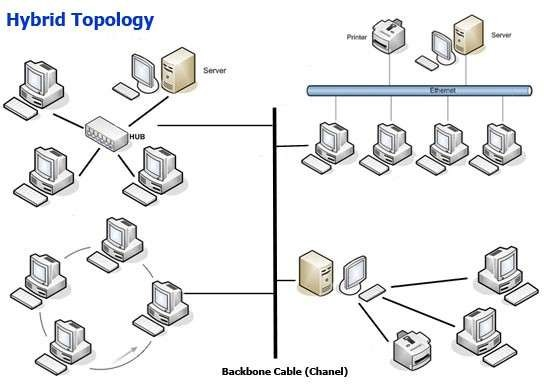 Hybrid Topology
Printer
Server
Server
Ethernet
HUB
Backbone Cable (Chanel)